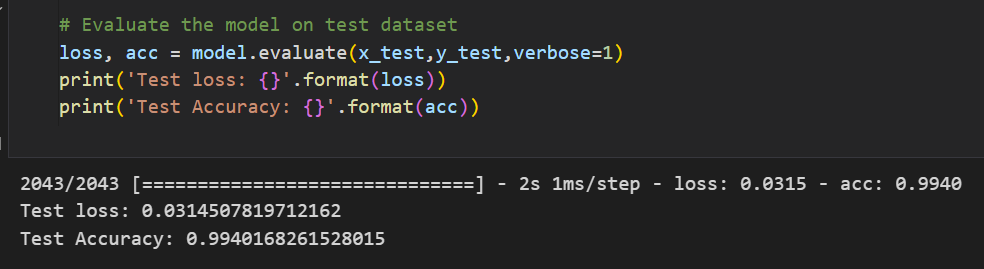 # Evaluate the model on test dataset
loss, acc = model.evaluate(x_test,y_test,verbose=1)
print('Test loss: {}'.format(loss))
print('Test Accuracy: {}'.format(acc))
2043/2043 [==============================] - 2s 1ms/step - loss: 0.0315 - acc: 0.9940
Test loss: 0.0314507819712162
Test Accuracy: 0.9940168261528015